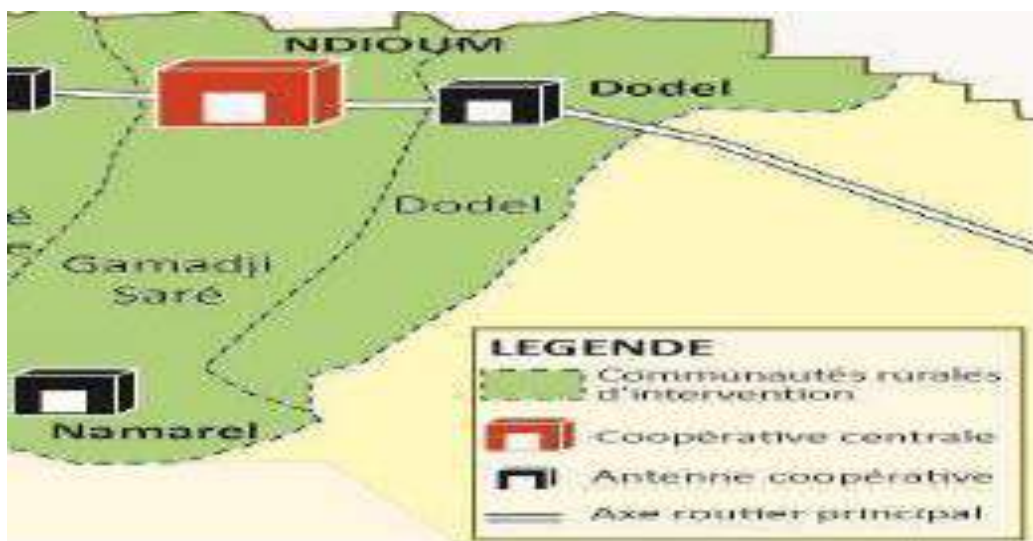 NDIOUM
Dodel
Dodel
é
Gamadji
Saré
Namarel
LEGENDE
Communautés rurales
d'intervention
Coopérative centrale
Antenne coopérative
Axe routier principal